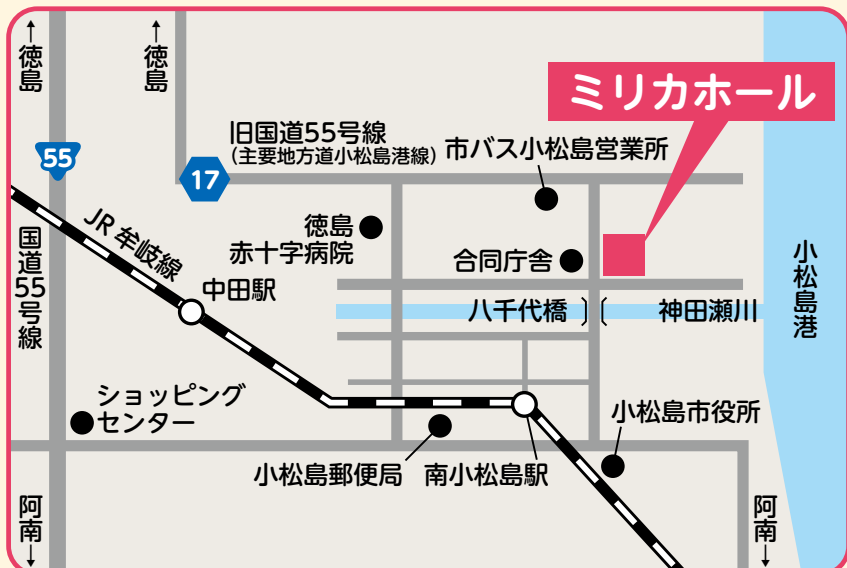 ←徳島
←徳島
ミリカホール
旧国道55号線
(主要地方道小松島港線)
市バス小松島営業所
55
17
徳島
赤十字病院
合同庁舎
JR牟岐線
国道55号線
中田駅
八千代橋
神田瀬川
小松島港
ショッピング
センター
小松島市役所
小松島郵便局
南小松島駅
阿南→
阿南→